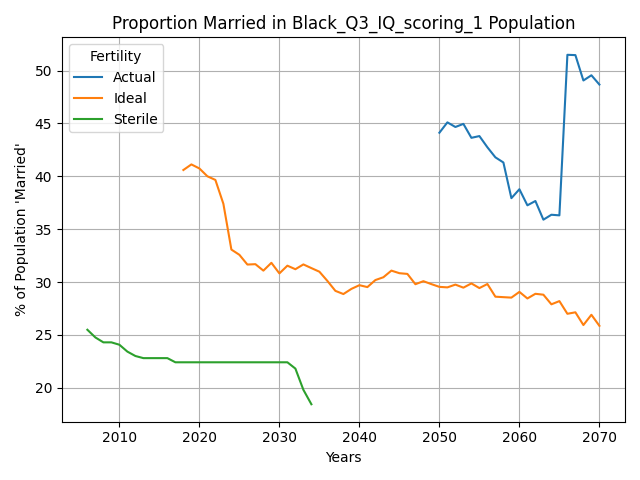 Proportion Married in Black_Q3_IQ_scoring_1 Population
% of Population 'Married'
Fertility
Actual
Ideal
Sterile
50
45
40
35
30
25
20
2010 2020 2030 2040 2050 2060 2070
Years